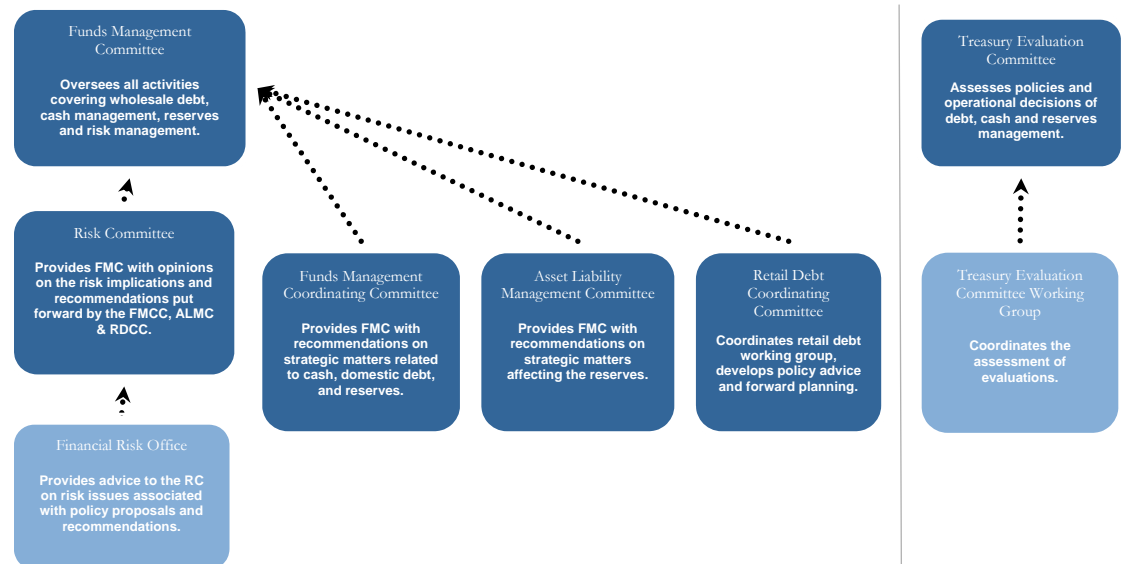 Funds Management
Committee
Oversees all activities
covering wholesale debt,
cash management, reserves
and risk management.
Treasury Evaluation
Committee
Assesses policies and
operational decisions of
debt, cash and reserves
management.
Risk Committee
Provides FMC with opinions
on the risk implications and
recommendations put
forward by the FMCC, ALMC
& RDCC.
Funds Management
Coordinating Committee
Provides FMC with
recommendations on
strategic matters related
to cash, domestic debt,
and reserves.
Asset Liability
Management Committee
Provides FMC with
recommendations on
strategic matters
affecting the reserves.
Retail Debt
Coordinating
Committee
Coordinates retail debt
working group,
develops policy advice
and forward planning.
Treasury Evaluation
Committee Working
Group
Coordinates the
assessment of
evaluations.
Financial Risk Office
Provides advice to the RC
on risk issues associated
with policy proposals and
recommendations.